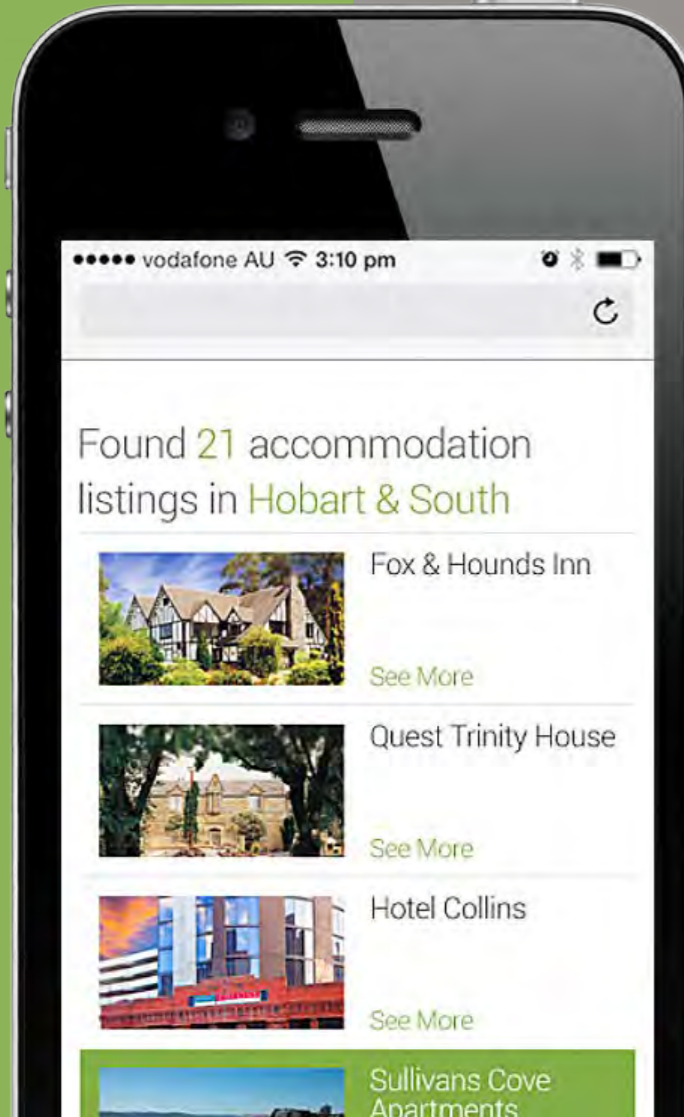 vodafone AU 3:10 pm
Found 21 accommodation
listings in Hobart & South
Fox & Hounds Inn
See More
Quest Trinity House
See More
Hotel Collins
See More
Sullivans Cove
Apartments